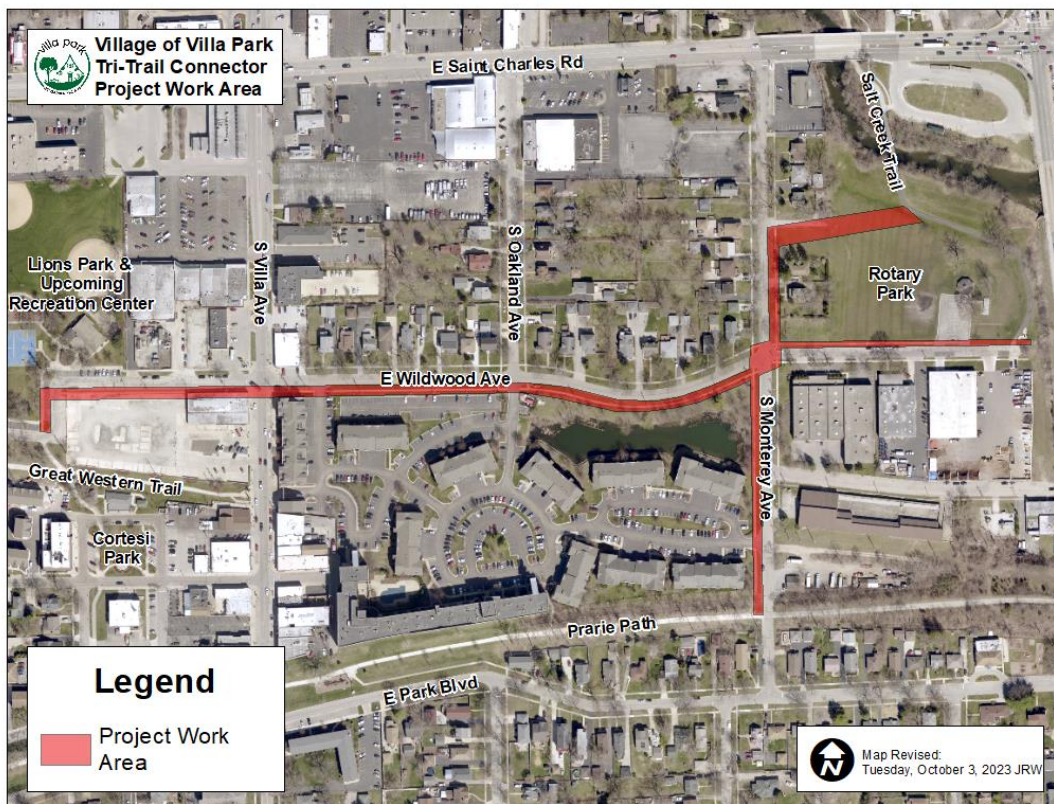 villa park
Village of Villa Park
Tri-Trail Connector
Project Work Area
E Saint Charles Rd
Salt Creek Trail
S Villa Ave
S Oakland Ave
Lions Park &
Upcoming
Recreation Center
Rotary
Park
E Wildwood Ave
S Monterey Ave
Great Western Trail
Cortesi
Park
Prarie Path
E Park Blvd
Legend
Project Work
Area
N
Map Revised:
Tuesday, October 3, 2023 JRW